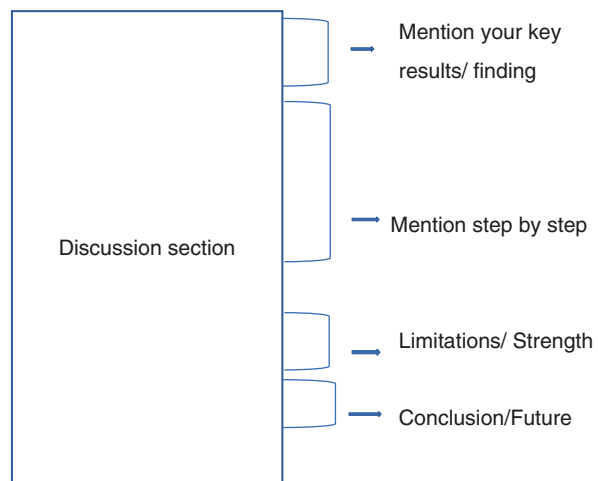 Mention your key
results/ finding
Discussion section
Mention step by step
Limitations/ Strength
Conclusion/Future